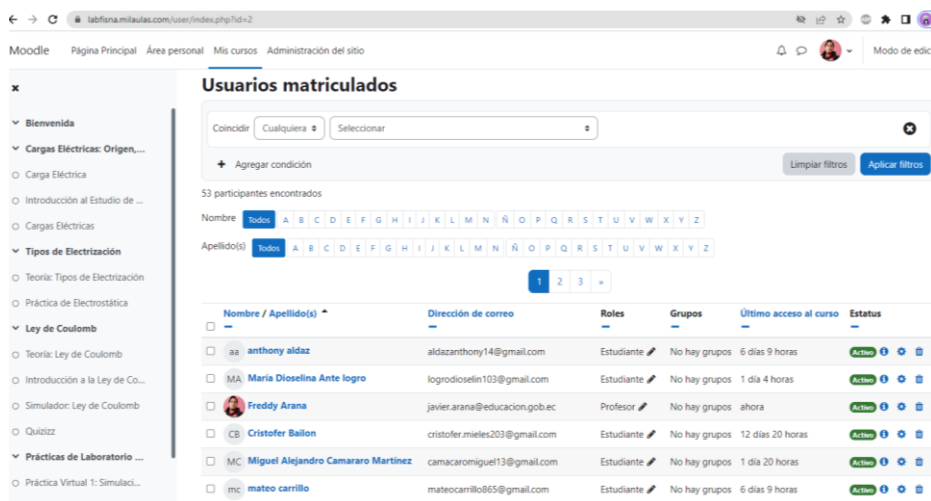 labfisna.milaulas.com/user/index.php?id=2
Moodle Página Principal Área personal Mis cursos Administración del sitio Modo de edic
Usuarios matriculados
Bienvenida
Cargas Eléctricas: Origen,...
Carga Eléctrica
Introducción al Estudio de ...
Cargas Eléctricas
Tipos de Electrización
Teoría: Tipos de Electrización
Práctica de Electrostática
Ley de Coulomb
Teoría: Ley de Coulomb
Introducción a la Ley de Co...
Simulador: Ley de Coulomb
Quizizz
Prácticas de Laboratorio ...
Práctica Virtual 1: Simulaci...
Coincidir Cualquiera Seleccionar
+ Agregar condición Limpiar filtros Aplicar filtros
53 participantes encontrados
Nombre Todos A B C D E F G H I J K L M N Ñ O P Q R S T U V W X Y Z
Apellido(s) Todos A B C D E F G H I J K L M N Ñ O P Q R S T U V W X Y Z
1 2 3 »
Nombre / Apellido(s) Dirección de correo Roles Grupos Último acceso al curso Estatus
aa anthony aldaz aldazanthony14@gmail.com Estudiante No hay grupos 6 días 9 horas Activo
MA María Dioselina Ante logro logrodioselin103@gmail.com Estudiante No hay grupos 1 día 4 horas Activo
Freddy Arana javier.arana@educacion.gob.ec Profesor No hay grupos ahora Activo
CB Cristofer Bailon cristofer.mieles203@gmail.com Estudiante No hay grupos 12 días 20 horas Activo
MC Miguel Alejandro Camararo Martínez camacaromiguel13@gmail.com Estudiante No hay grupos 1 día 20 horas Activo
mc mateo carrillo mateocarrillo865@gmail.com Estudiante No hay grupos 6 días 9 horas Activo